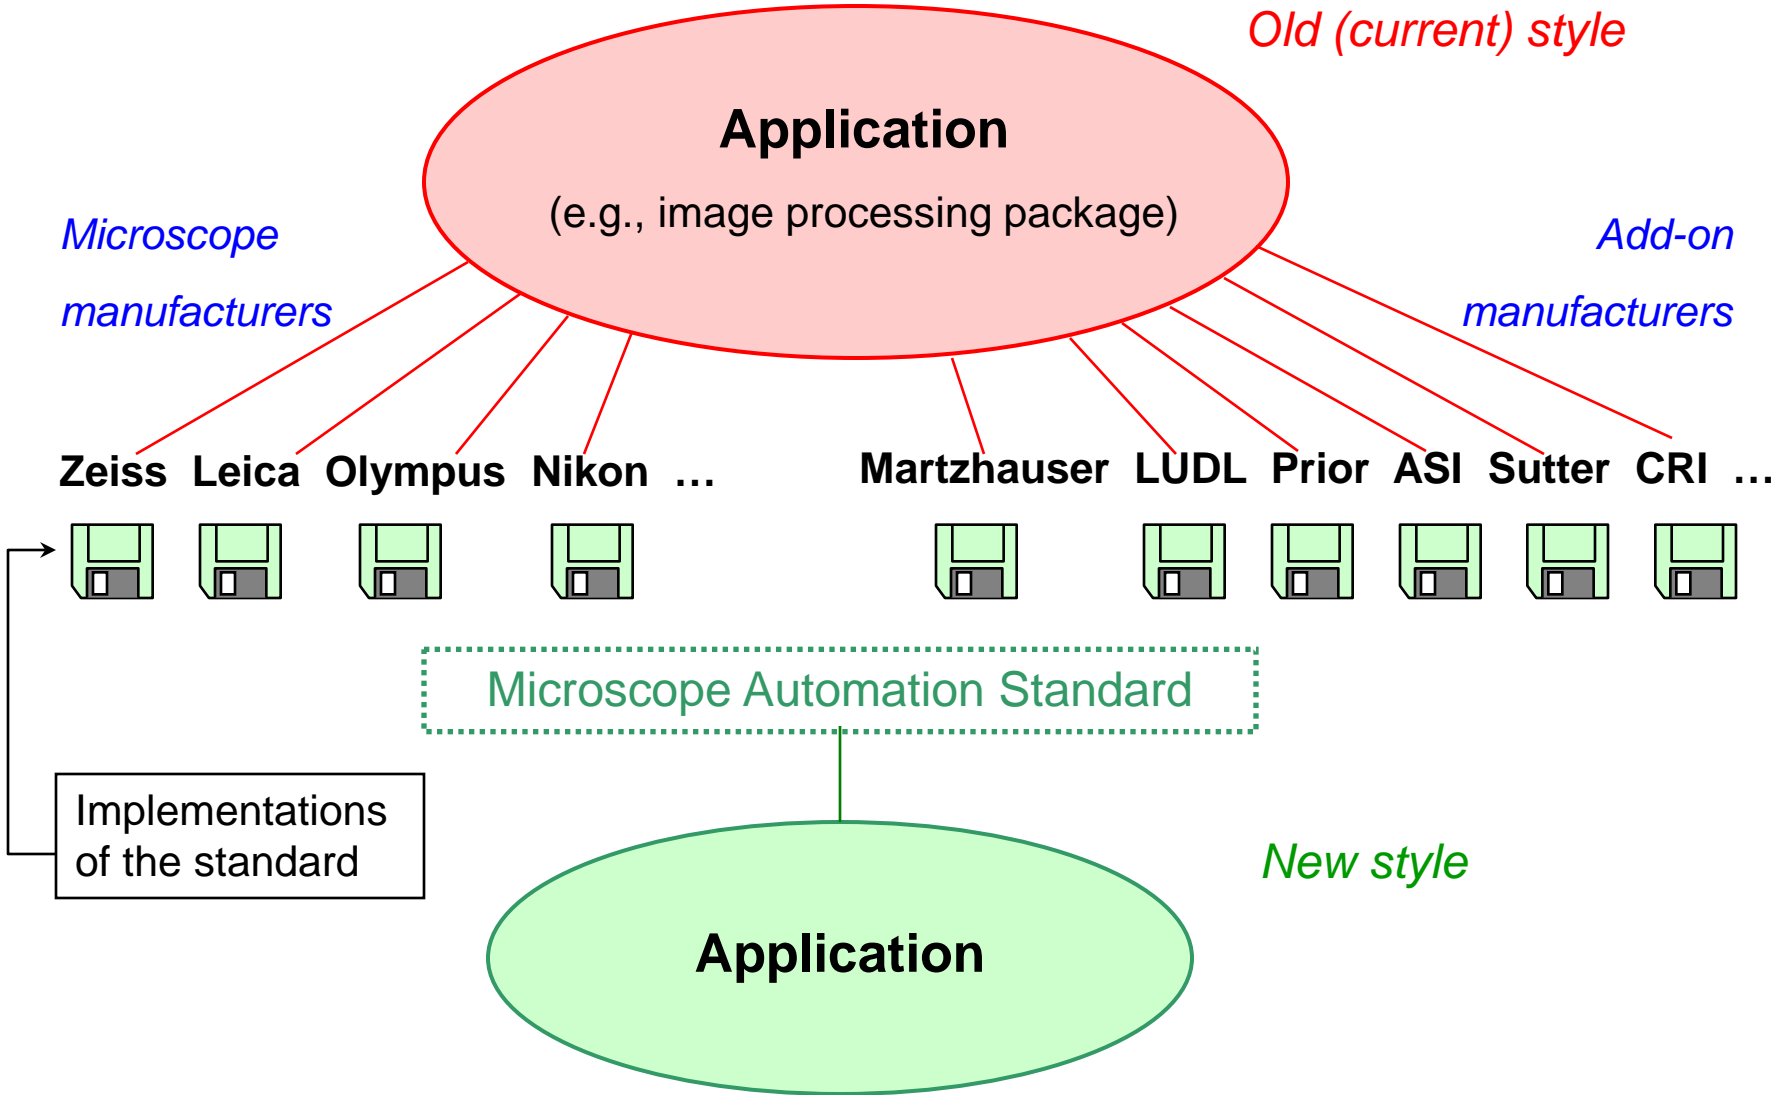 Old (current) style
Application
(e.g., image processing package)
Microscope
manufacturers
Add-on
manufacturers
Zeiss Leica Olympus Nikon … Martzhauser LUDL Prior ASI Sutter CRI …
Microscope Automation Standard
Implementations
of the standard
New style
Application